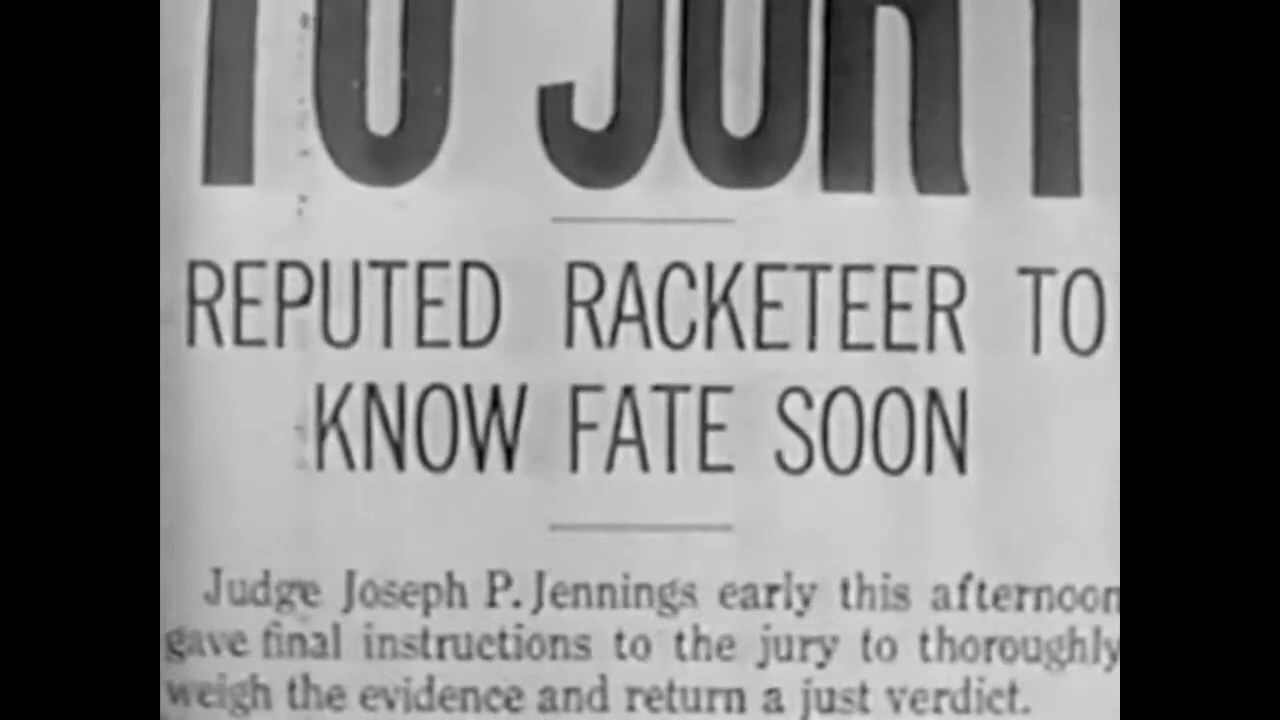 TO JURY
REPUTED RACKETEER TO
KNOW FATE SOON
Judge Joseph P. Jennings early this afternoon
gave final instructions to the jury to thoroughly
weigh the evidence and return a just verdict.